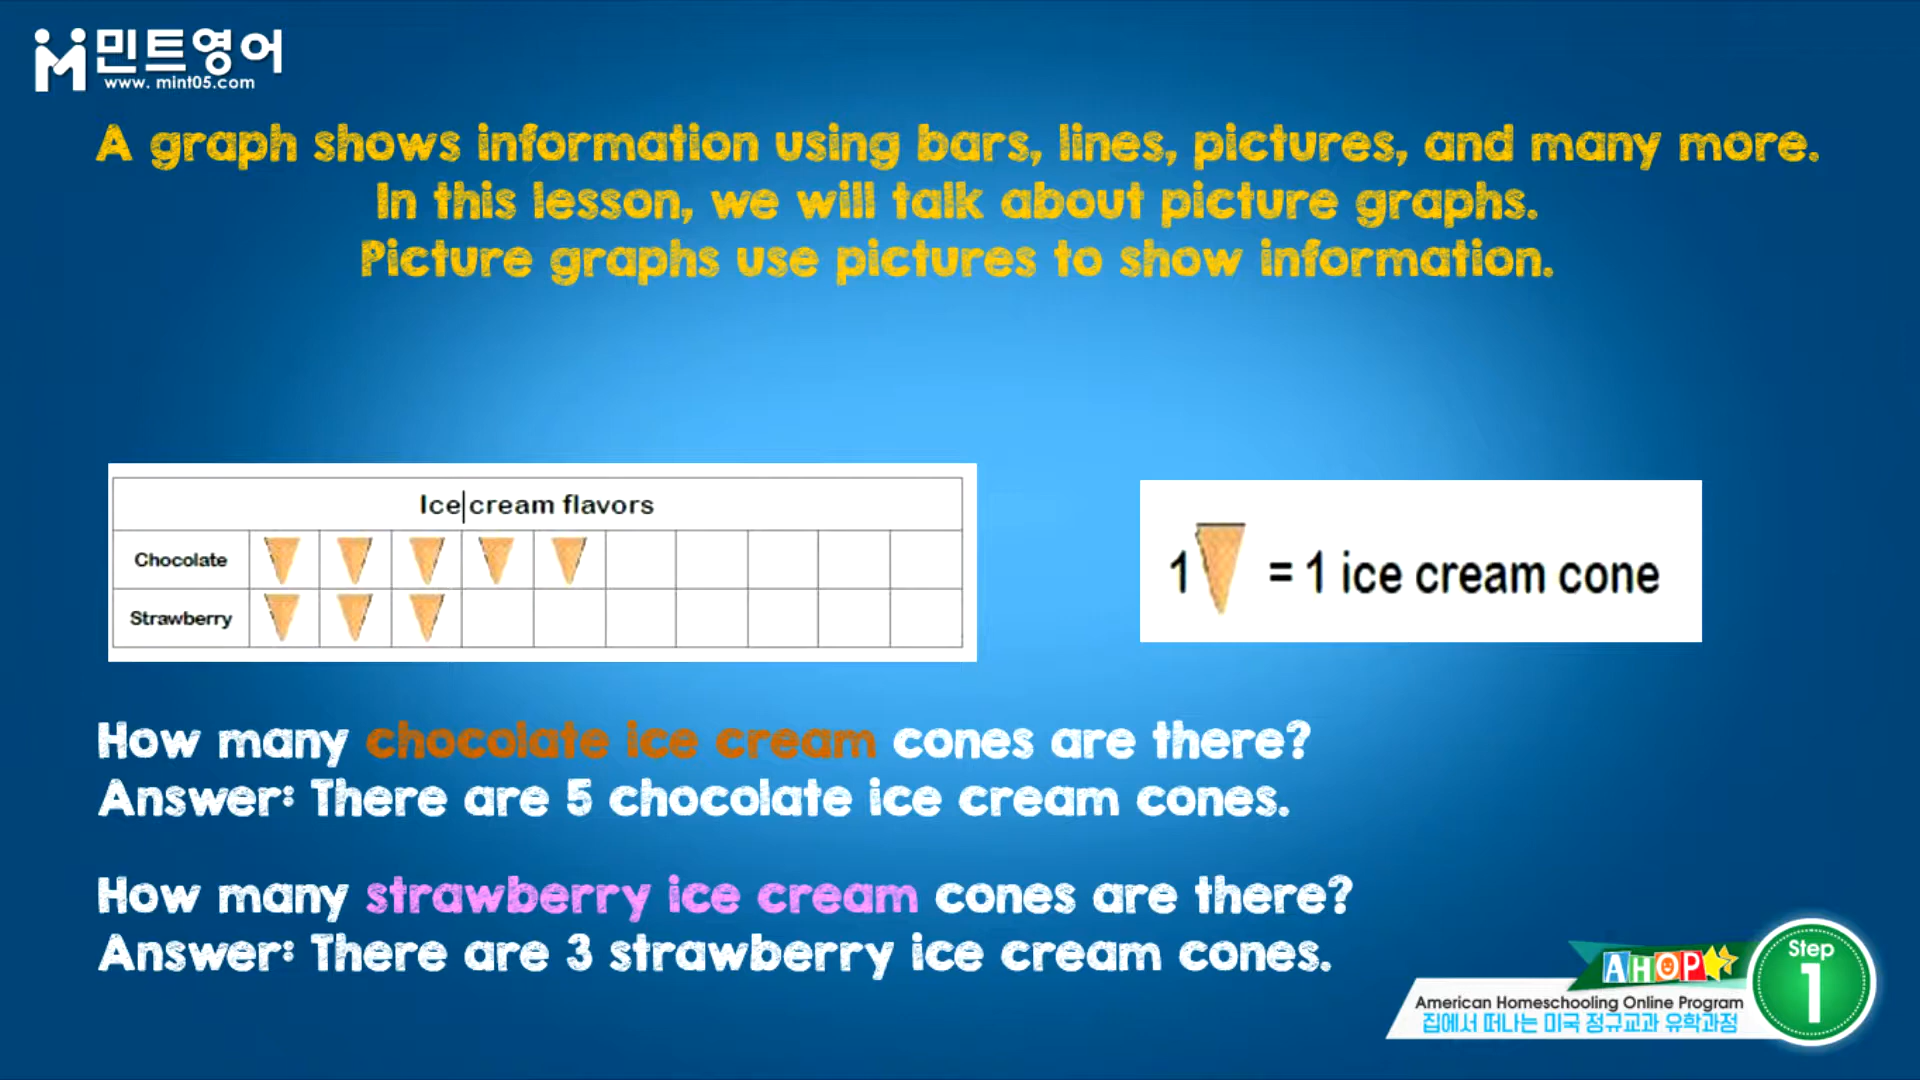 민트영어
www. mint05.com
A graph shows information using bars, lines, pictures, and many more.
In this lesson, we will talk about picture graphs.
Picture graphs use pictures to show information.
Ice cream flavors
Chocolate
Strawberry
1 = 1 ice cream cone
How many chocolate ice cream cones are there?
Answer: There are 5 chocolate ice cream cones.
How many strawberry ice cream cones are there?
Answer: There are 3 strawberry ice cream cones.
AHOP
Step
1
American Homeschooling Online Program
집에서 떠나는 미국 정규교과 유학과정